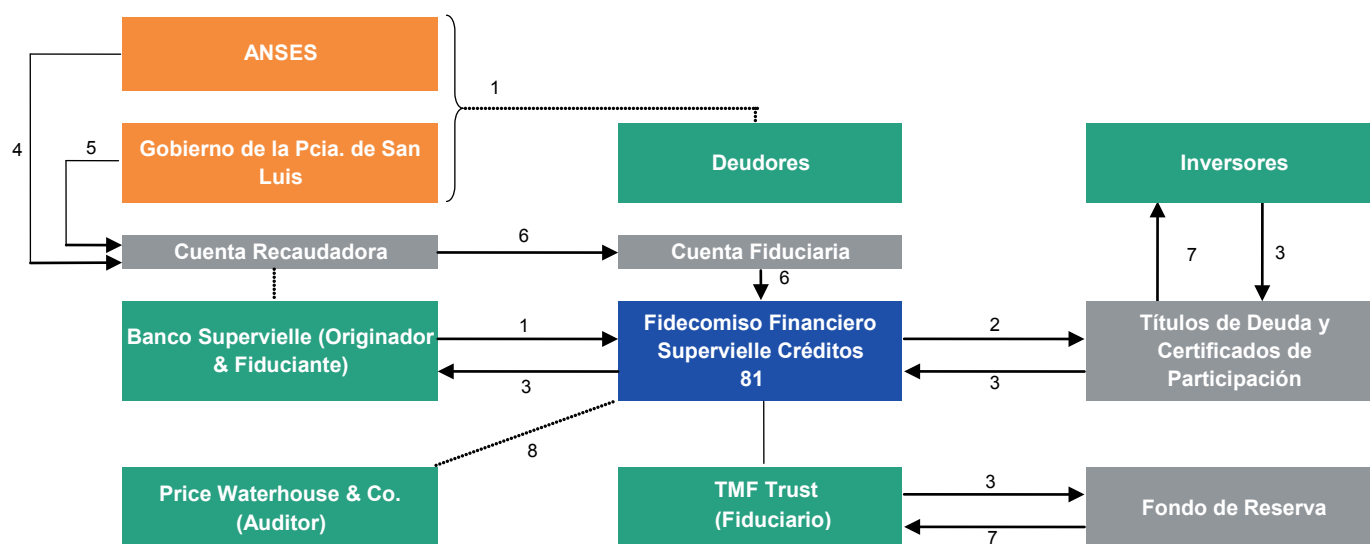 ANSES
1
4
5
Gobierno de la Pcia. de San
Luis
Deudores
Inversores
Cuenta Recaudadora
6
Cuenta Fiduciaria
6
7
3
Banco Supervielle (Originador
& Fiduciante)
1
3
Fidecomiso Financiero
Supervielle Créditos
81
2
3
Títulos de Deuda y
Certificados de
Participación
8
Price Waterhouse & Co.
(Auditor)
TMF Trust
(Fiduciario)
3
7
Fondo de Reserva